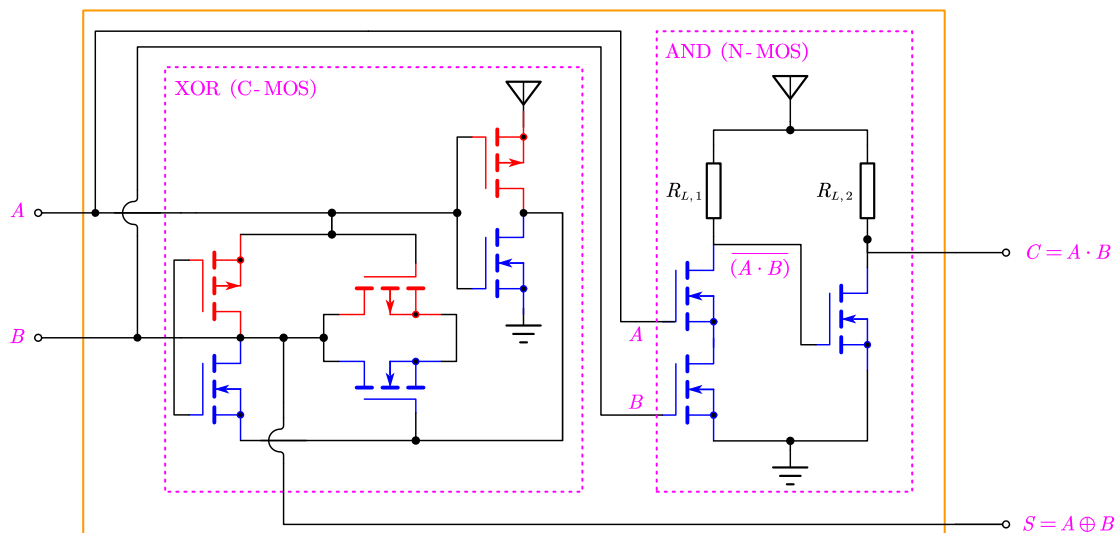 XOR (C-MOS)
AND (N-MOS)
A
B
R_{L,1}
R_{L,2}
\overline{(A · B)}
A
B
C = A · B
S = A ⊕ B